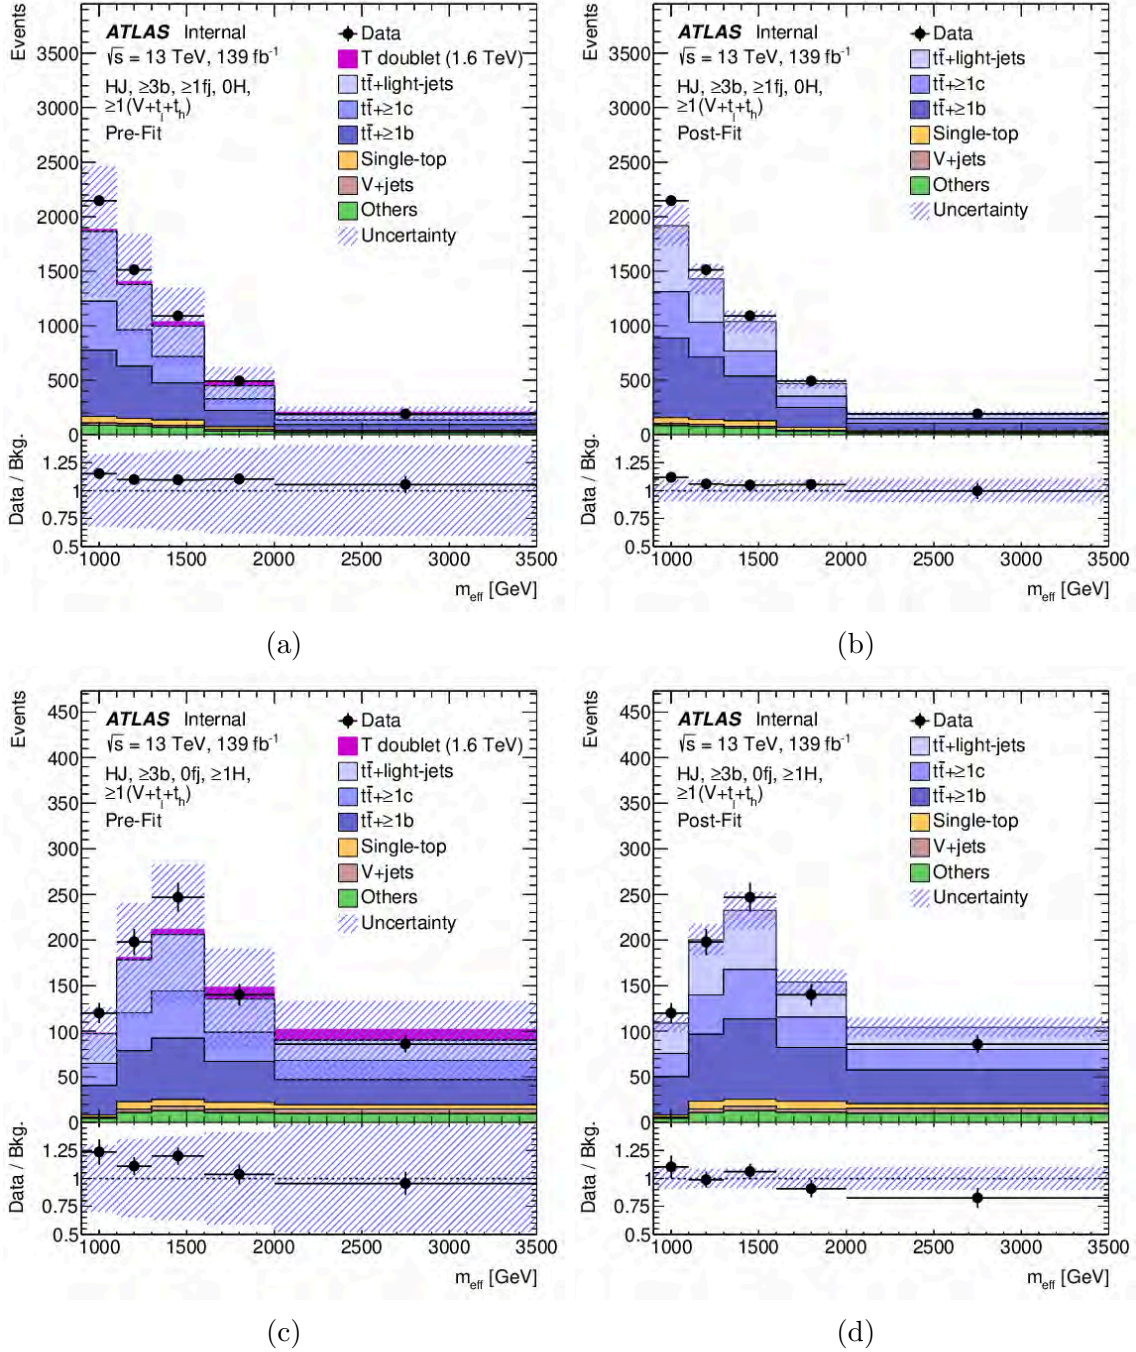 Events
3500
3000
2500
2000
1500
1000
500
0
ATLAS Internal
√s = 13 TeV, 139 fb⁻¹
HJ, ≥3b, ≥1fj, 0H,
≥1(V+tₗ+tₕ)
Pre-Fit
Data
T doublet (1.6 TeV)
tt̄+light-jets
tt̄+≥1c
tt̄+≥1b
Single-top
V+jets
Others
Uncertainty
Data / Bkg.
1.25
1
0.75
0.5
1000 1500 2000 2500 3000 3500
m_eff [GeV]
(a)
Events
3500
3000
2500
2000
1500
1000
500
0
ATLAS Internal
√s = 13 TeV, 139 fb⁻¹
HJ, ≥3b, ≥1fj, 0H,
≥1(V+tₗ+tₕ)
Post-Fit
Data
tt̄+light-jets
tt̄+≥1c
tt̄+≥1b
Single-top
V+jets
Others
Uncertainty
Data / Bkg.
1.25
1
0.75
0.5
1000 1500 2000 2500 3000 3500
m_eff [GeV]
(b)
Events
450
400
350
300
250
200
150
100
50
0
ATLAS Internal
√s = 13 TeV, 139 fb⁻¹
HJ, ≥3b, 0fj, ≥1H,
≥1(V+tₗ+tₕ)
Pre-Fit
Data
T doublet (1.6 TeV)
tt̄+light-jets
tt̄+≥1c
tt̄+≥1b
Single-top
V+jets
Others
Uncertainty
Data / Bkg.
1.25
1
0.75
0.5
1000 1500 2000 2500 3000 3500
m_eff [GeV]
(c)
Events
450
400
350
300
250
200
150
100
50
0
ATLAS Internal
√s = 13 TeV, 139 fb⁻¹
HJ, ≥3b, 0fj, ≥1H,
≥1(V+tₗ+tₕ)
Post-Fit
Data
tt̄+light-jets
tt̄+≥1c
tt̄+≥1b
Single-top
V+jets
Others
Uncertainty
Data / Bkg.
1.25
1
0.75
0.5
1000 1500 2000 2500 3000 3500
m_eff [GeV]
(d)